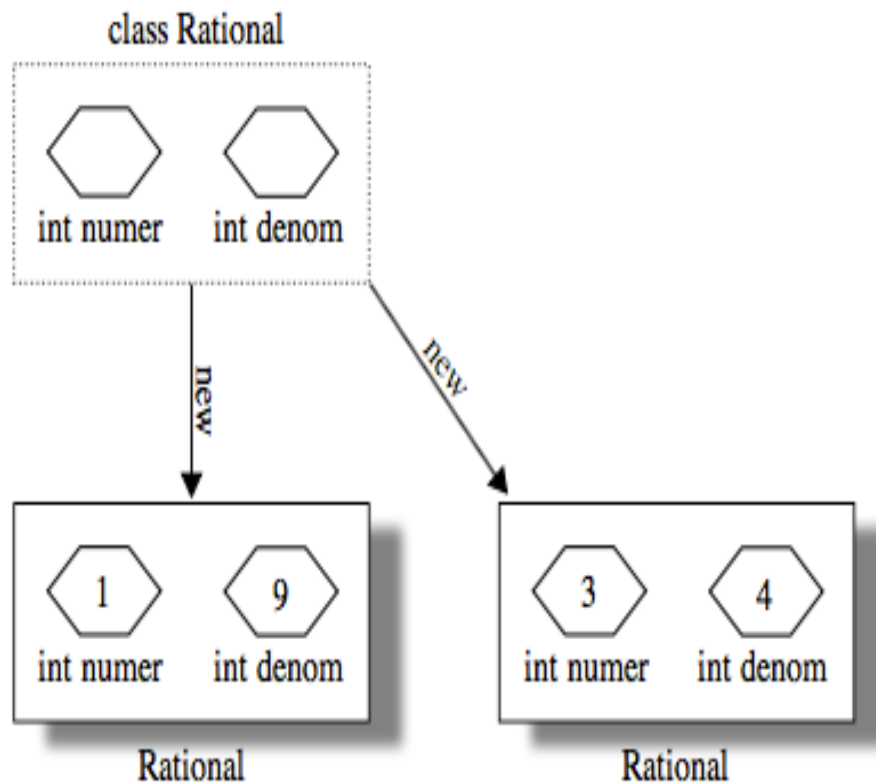 class Rational
int numer
int denom
new
new
1
9
int numer
int denom
Rational
3
4
int numer
int denom
Rational